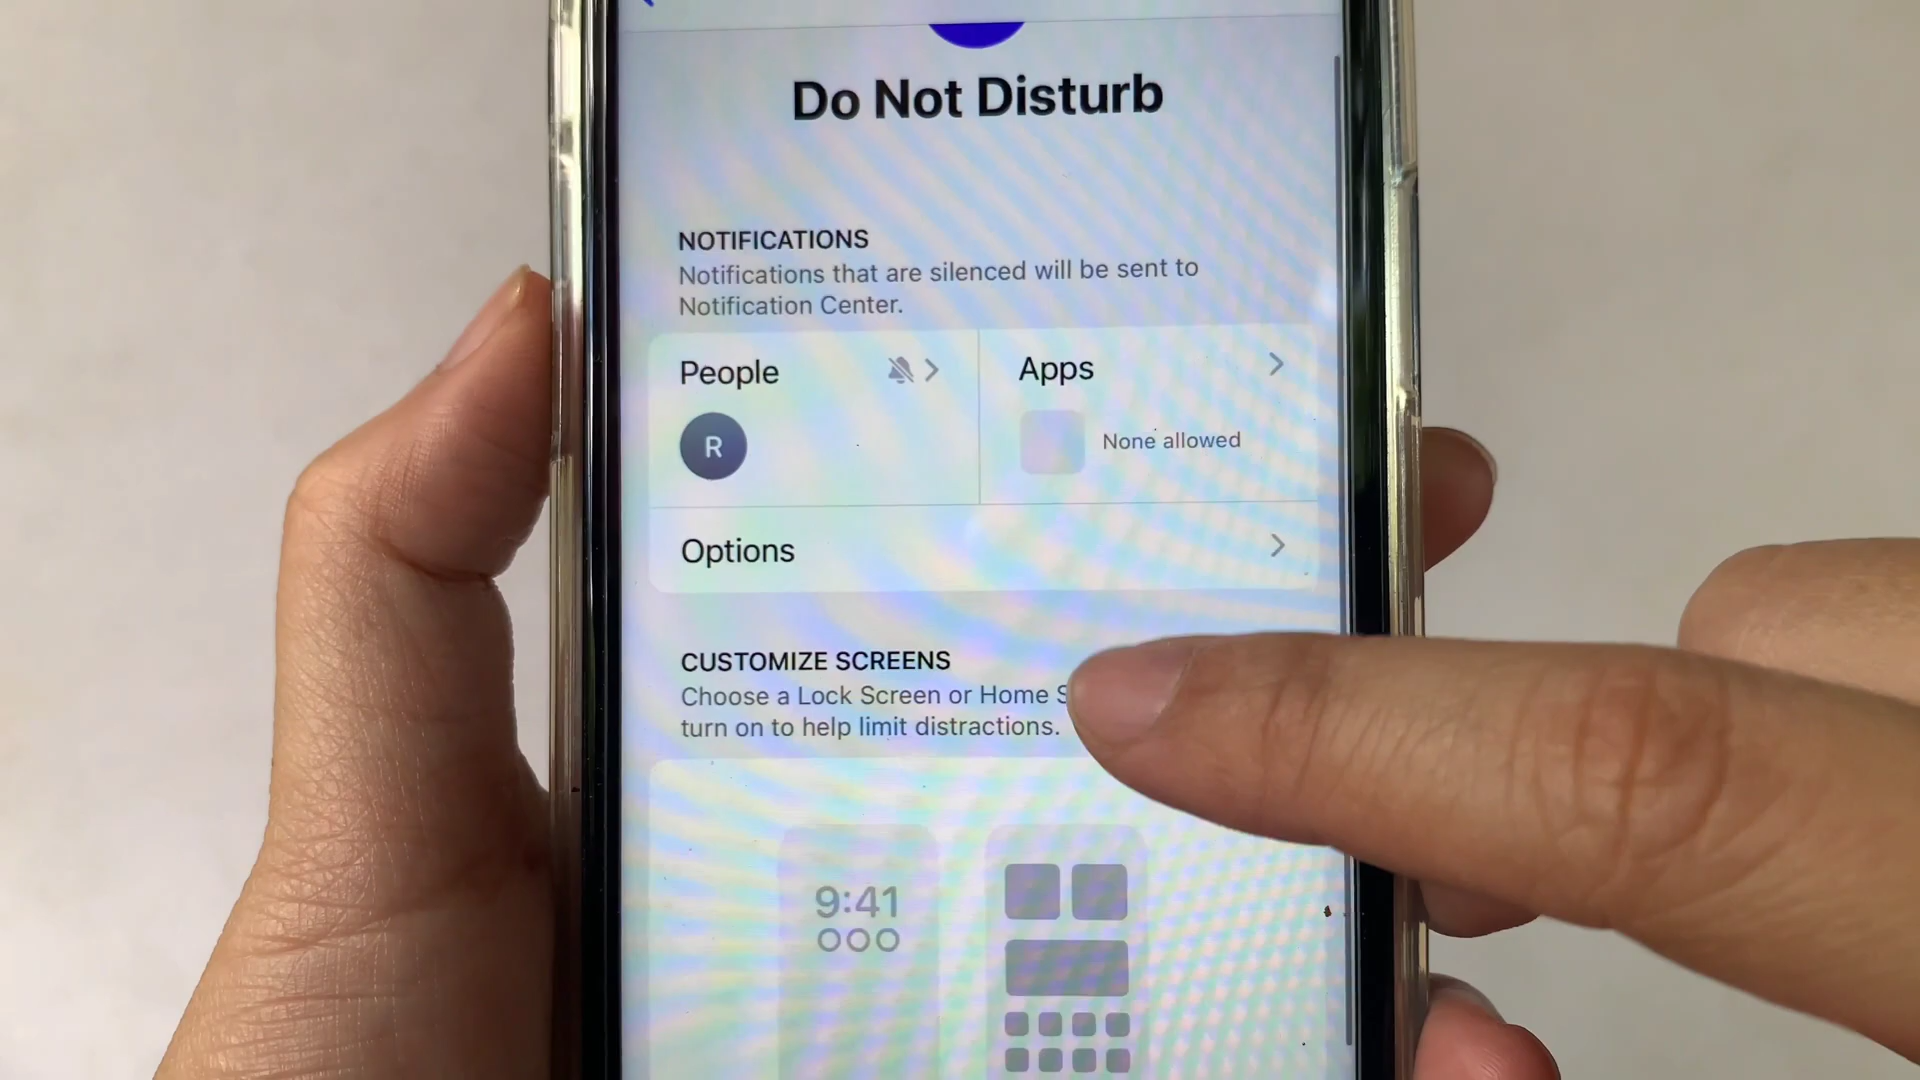 Do Not Disturb
NOTIFICATIONS
Notifications that are silenced will be sent to
Notification Center.
People
Apps
R
None allowed
Options
CUSTOMIZE SCREENS
Choose a Lock Screen or Home
turn on to help limit distractions.
9:41